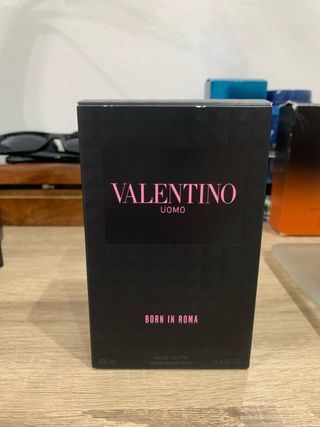 VALENTINO
UOMO
BORN IN ROMA
EAU DE TOILETTE
100 ml 3.4 FL. OZ